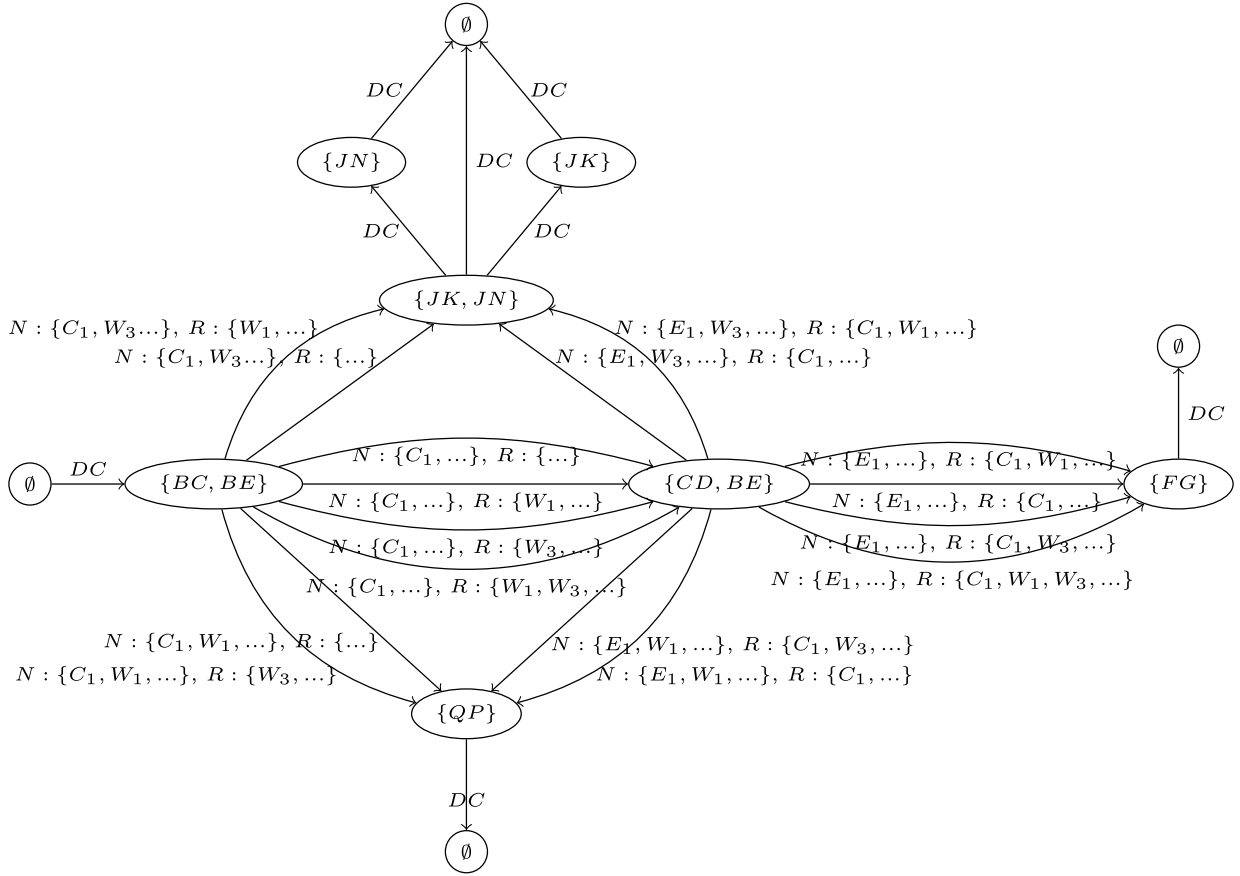 ∅
DC DC
{JN} DC {JK}
DC DC
{JK, JN}
N : {C₁, W₃...}, R : {W₁, ...} N : {E₁, W₃, ...}, R : {C₁, W₁, ...}
∅
N : {C₁, W₃...}, R : {...} N : {E₁, W₃, ...}, R : {C₁, ...}
DC
N : {C₁, ...}, R : {...} N : {E₁, ...}, R : {C₁, W₁, ...}
DC
∅ {BC, BE} {CD, BE} {FG}
N : {C₁, ...}, R : {W₁, ...} N : {E₁, ...}, R : {C₁, ...}
N : {C₁, ...}, R : {W₃, ...} N : {E₁, ...}, R : {C₁, W₃, ...}
N : {C₁, ...}, R : {W₁, W₃, ...} N : {E₁, ...}, R : {C₁, W₁, W₃, ...}
N : {C₁, W₁, ...}, R : {...} N : {E₁, W₁, ...}, R : {C₁, W₃, ...}
N : {C₁, W₁, ...}, R : {W₃, ...} N : {E₁, W₁, ...}, R : {C₁, ...}
{QP}
DC
∅